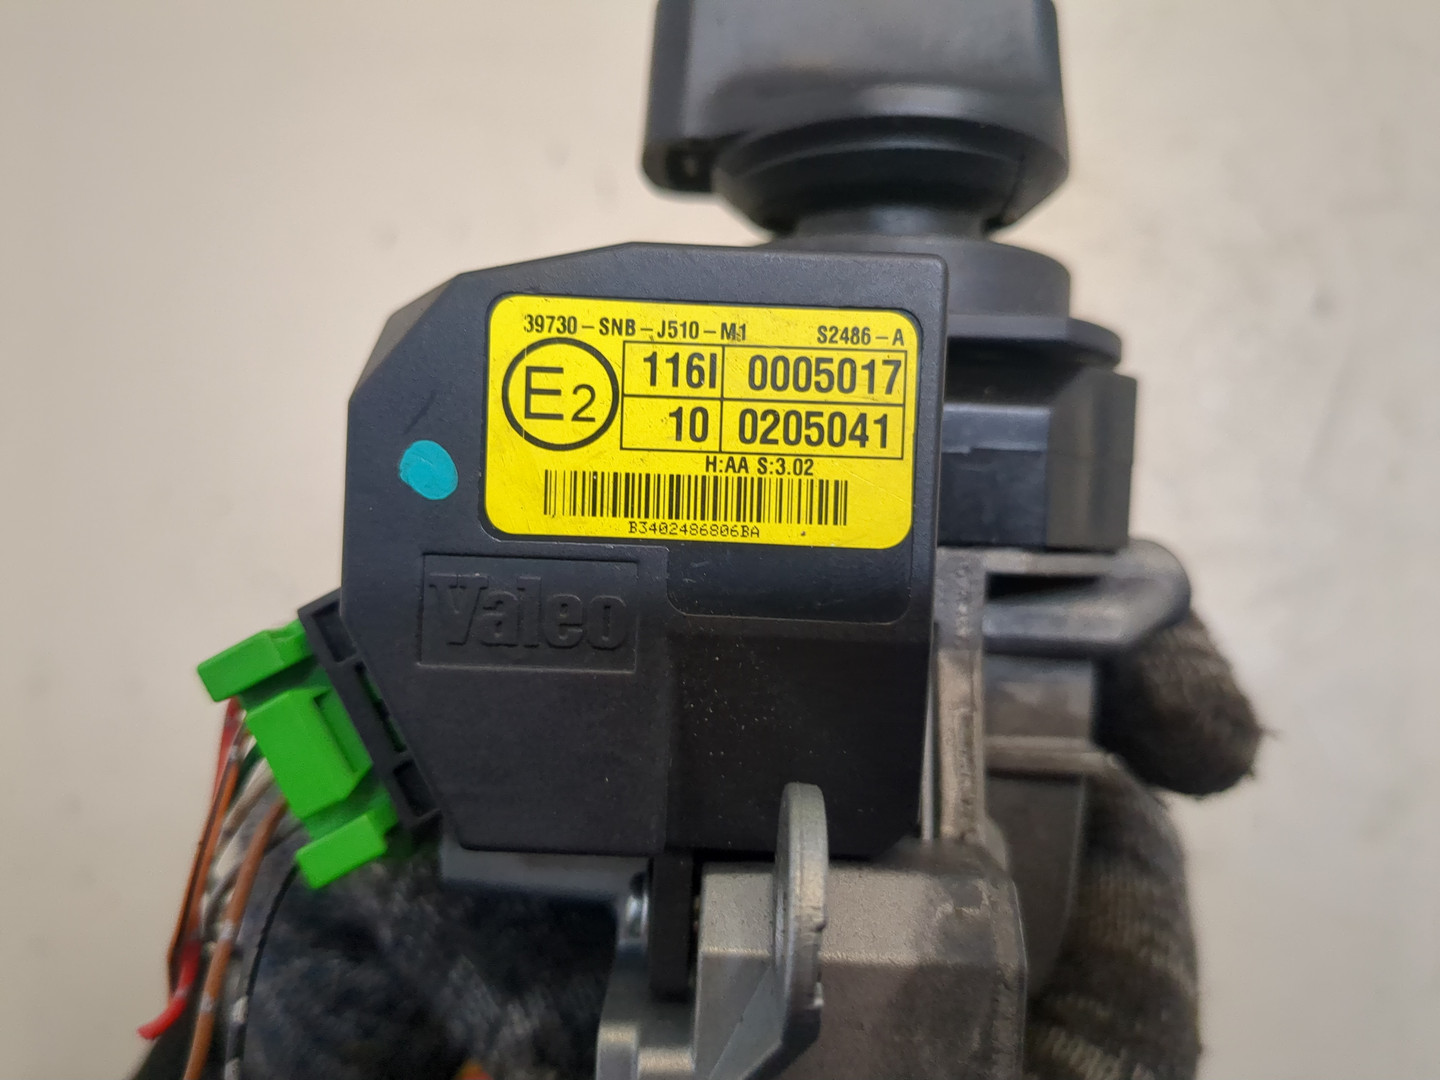 39730-SNB-J510-M1 S2486-A
E2 116I 0005017
10 0205041
H:AA S:3.02
B3402486806BA
Valeo